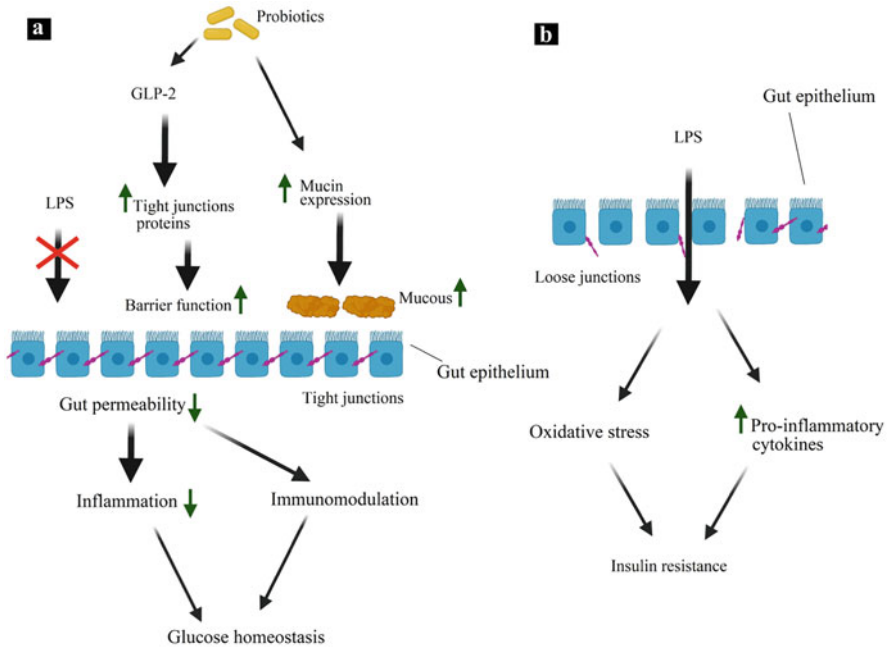 a
Probiotics
GLP-2
LPS
Tight junctions
proteins
Mucin
expression
Barrier function
Mucous
Gut epithelium
Tight junctions
Gut permeability
Inflammation
Immunomodulation
Glucose homeostasis
b
Gut epithelium
LPS
Loose junctions
Oxidative stress
Pro-inflammatory
cytokines
Insulin resistance